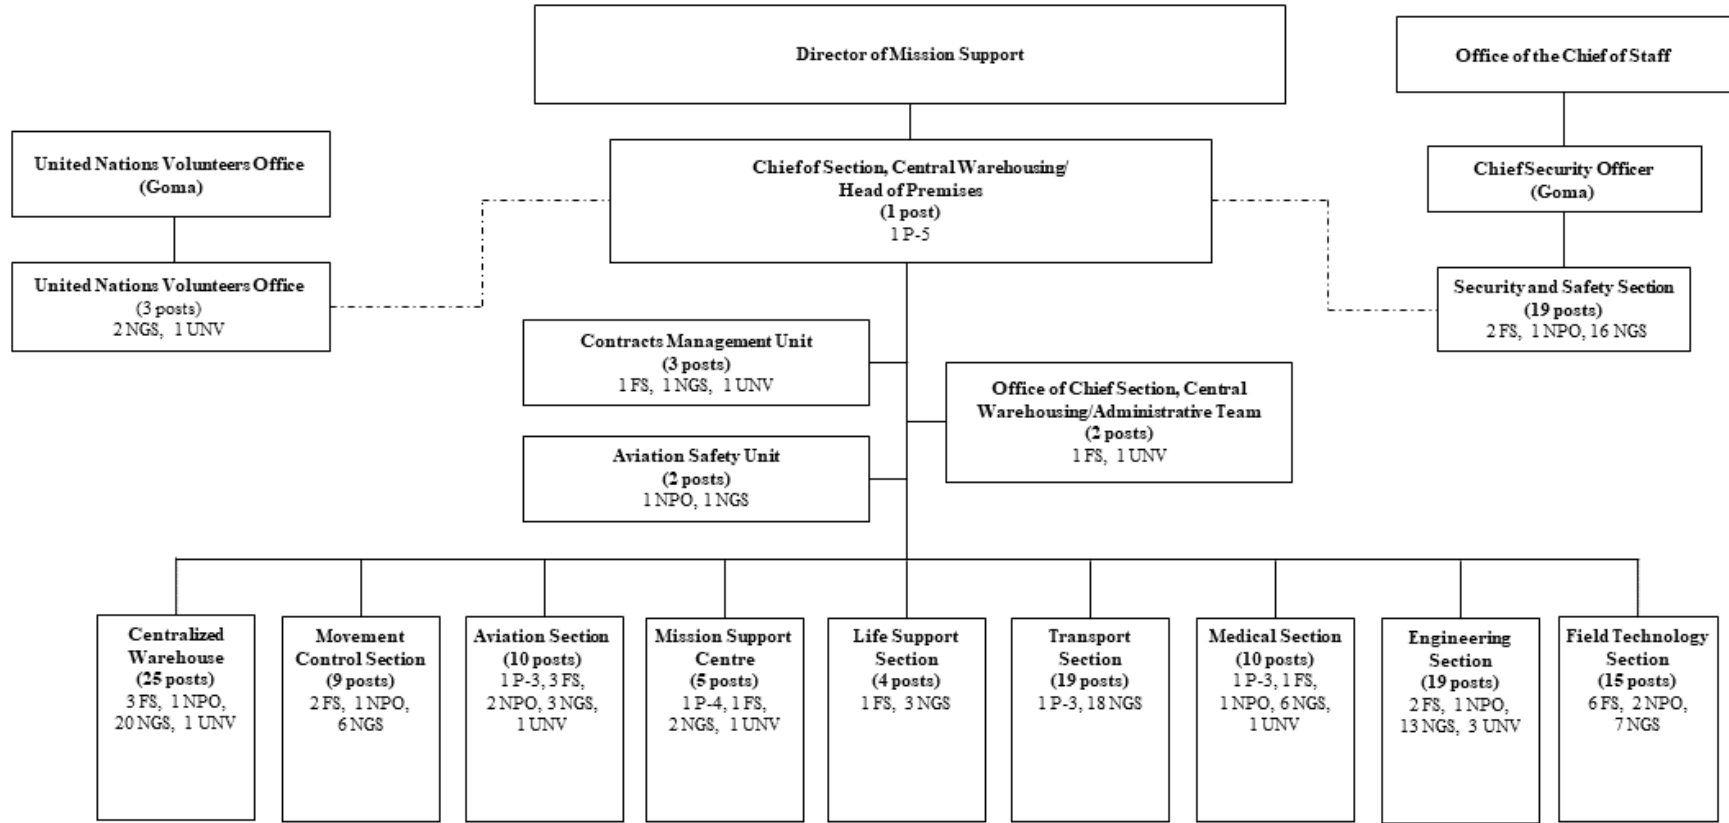 Director of Mission Support
Office of the Chief of Staff
United Nations Volunteers Office
(Goma)
Chief of Section, Central Warehousing/
Head of Premises
(1 post)
1 P-5
Chief Security Officer
(Goma)
United Nations Volunteers Office
(3 posts)
2 NGS, 1 UNV
Security and Safety Section
(19 posts)
2 FS, 1 NPO, 16 NGS
Contracts Management Unit
(3 posts)
1 FS, 1 NGS, 1 UNV
Office of Chief Section, Central
Warehousing/Administrative Team
(2 posts)
1 FS, 1 UNV
Aviation Safety Unit
(2 posts)
1 NPO, 1 NGS
Centralized
Warehouse
(25 posts)
3 FS, 1 NPO,
20 NGS, 1 UNV
Movement
Control Section
(9 posts)
2 FS, 1 NPO,
6 NGS
Aviation Section
(10 posts)
1 P-3, 3 FS,
2 NPO, 3 NGS,
1 UNV
Mission Support
Centre
(5 posts)
1 P-4, 1 FS,
2 NGS, 1 UNV
Life Support
Section
(4 posts)
1 FS, 3 NGS
Transport
Section
(19 posts)
1 P-3, 18 NGS
Medical Section
(10 posts)
1 P-3, 1 FS,
1 NPO, 6 NGS,
1 UNV
Engineering
Section
(19 posts)
2 FS, 1 NPO,
13 NGS, 3 UNV
Field Technology
Section
(15 posts)
6 FS, 2 NPO,
7 NGS